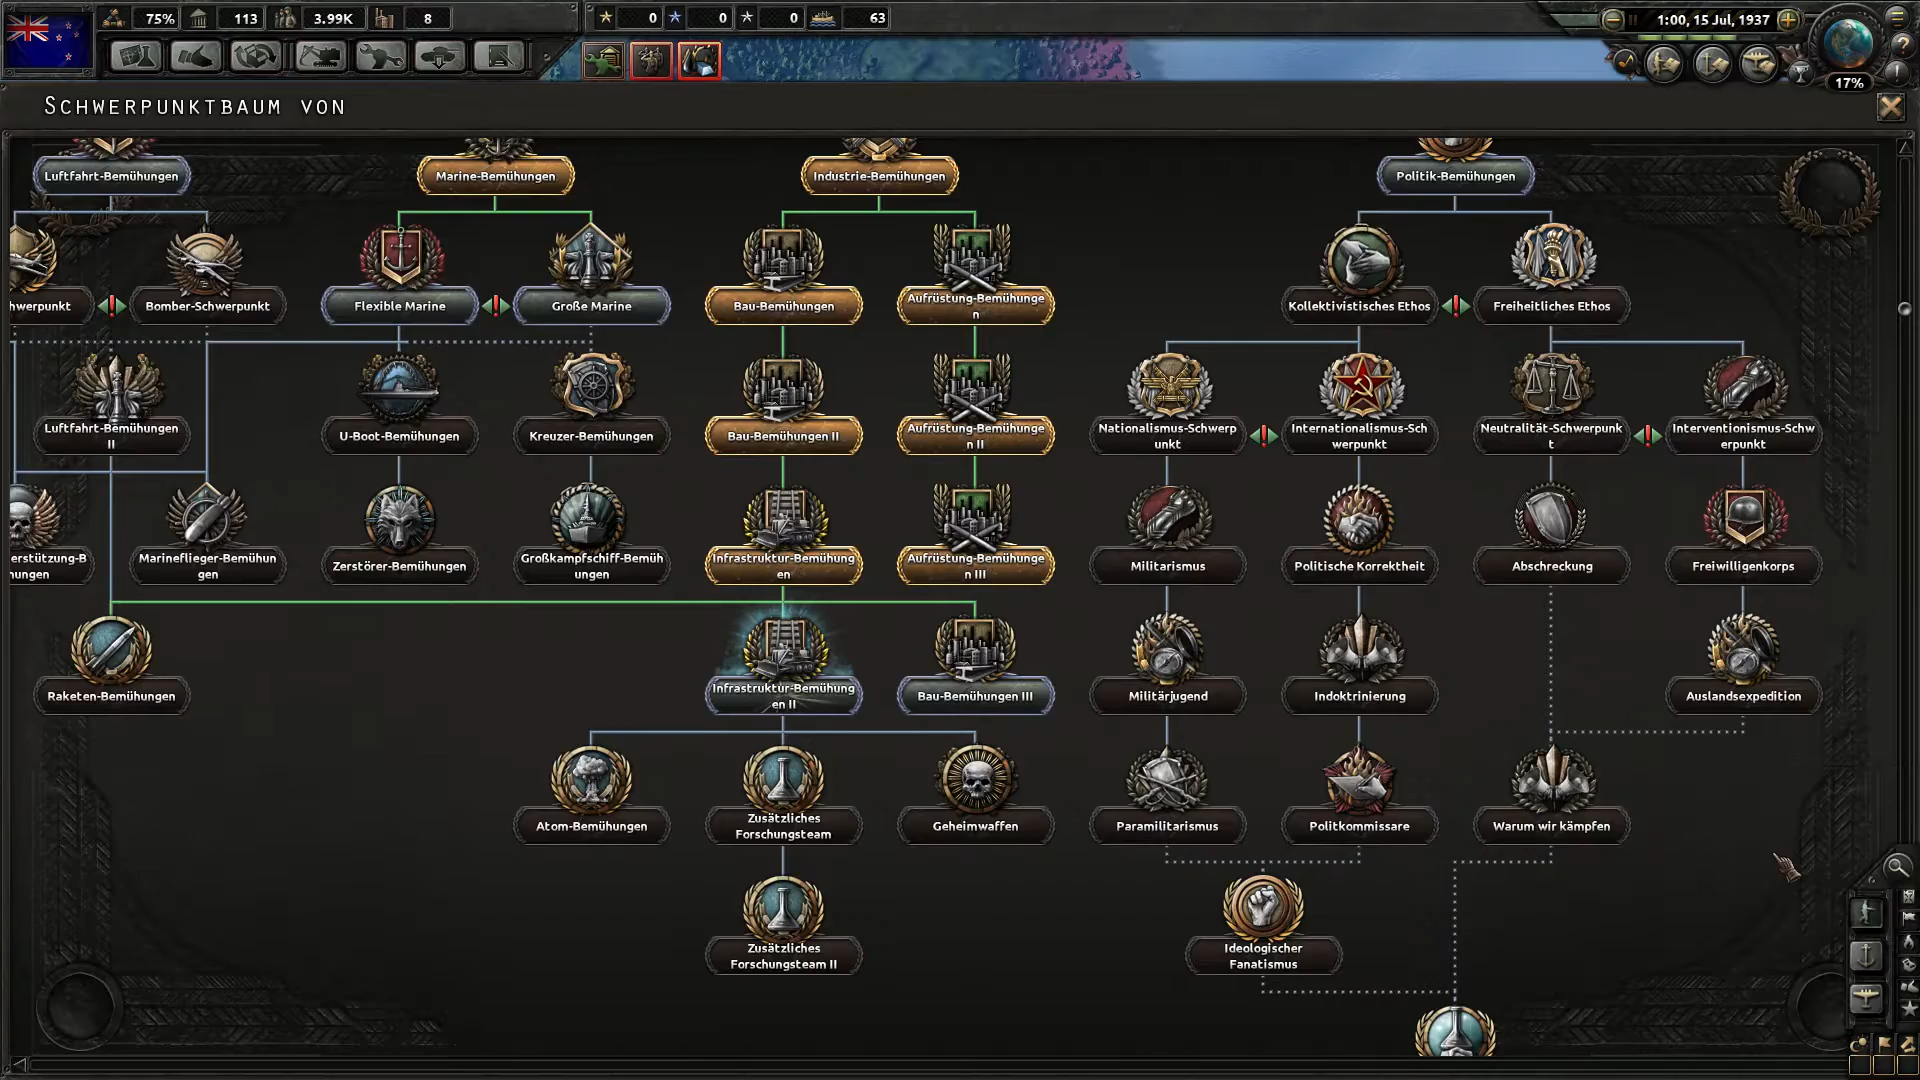 75% 113 3.99K 8 0 0 0 63 1:00, 15 Jul, 1937
17%
SCHWERPUNKTBAUM VON
Luftfahrt-Bemühungen Marine-Bemühungen Industrie-Bemühungen Politik-Bemühungen
hwerpunkt Bomber-Schwerpunkt Flexible Marine Große Marine Bau-Bemühungen
Aufrüstung-Bemühunge
n
Kollektivistisches Ethos Freiheitliches Ethos
Luftfahrt-Bemühungen
II
U-Boot-Bemühungen Kreuzer-Bemühungen Bau-Bemühungen II
Aufrüstung-Bemühunge
n II
Nationalismus-Schwerp
unkt
Internationalismus-Sch
werpunkt
Neutralität-Schwerpunk
t
Interventionismus-Schw
erpunkt
erstützung-B
hungen
Marineflieger-Bemühun
gen
Zerstörer-Bemühungen
Großkampfschiff-Bemüh
ungen
Infrastruktur-Bemühung
en
Aufrüstung-Bemühunge
n III
Militarismus Politische Korrektheit Abschreckung Freiwilligenkorps
Raketen-Bemühungen
Infrastruktur-Bemühung
en II
Bau-Bemühungen III Militärjugend Indoktrinierung Auslandsexpedition
Atom-Bemühungen
Zusätzliches
Forschungsteam
Geheimwaffen Paramilitarismus Politkommissare Warum wir kämpfen
Zusätzliches
Forschungsteam II
Ideologischer
Fanatismus